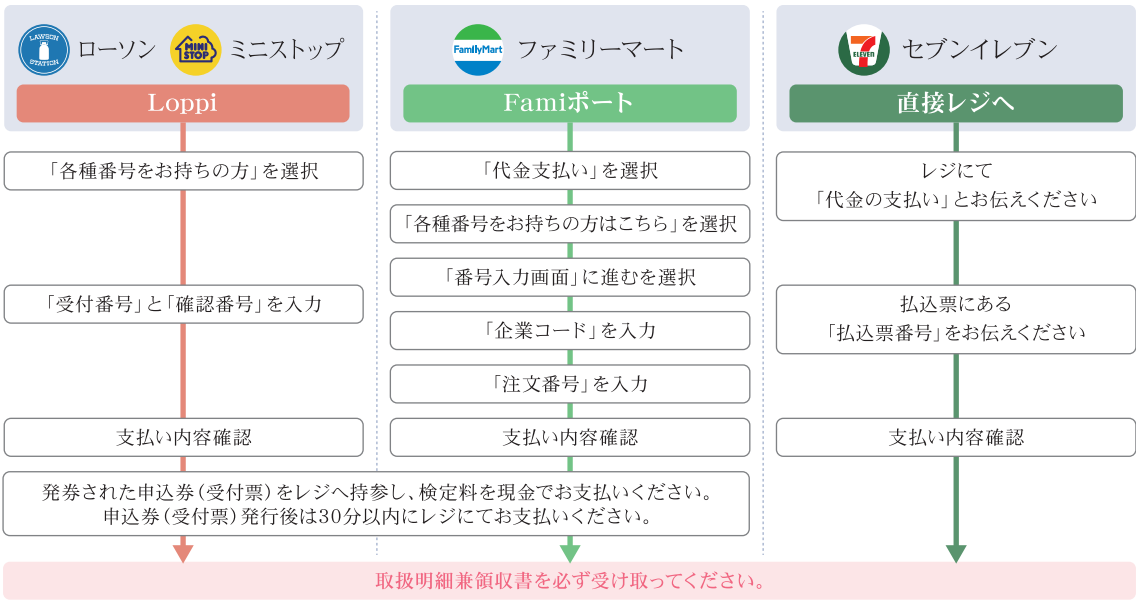 LAWSON
STATION
ローソン
MINI
STOP
ミニストップ
Loppi
「各種番号をお持ちの方」を選択
「受付番号」と「確認番号」を入力
支払い内容確認
FamilyMart
ファミリーマート
Famiポート
「代金支払い」を選択
「各種番号をお持ちの方はこちら」を選択
「番号入力画面」に進むを選択
「企業コード」を入力
「注文番号」を入力
支払い内容確認
発券された申込券(受付票)をレジへ持参し、検定料を現金でお支払いください。
申込券(受付票)発行後は30分以内にレジにてお支払いください。
7
ELEVEN
セブンイレブン
直接レジへ
レジにて
「代金の支払い」とお伝えください
払込票にある
「払込票番号」をお伝えください
支払い内容確認
取扱明細兼領収書を必ず受け取ってください。